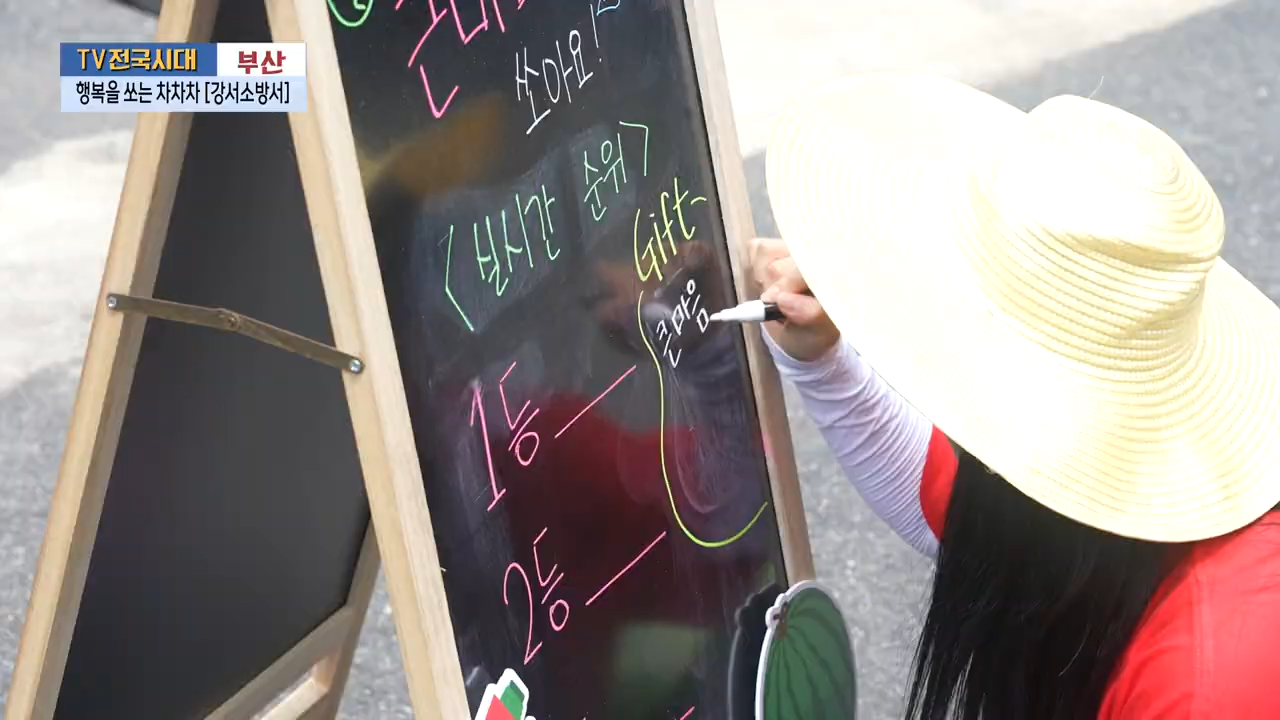 TV전국시대 부산
행복을 쏘는 차차차 [강서소방서]
쏘아요!
<실시간 순위>
Gift
큰마음
1등
2등